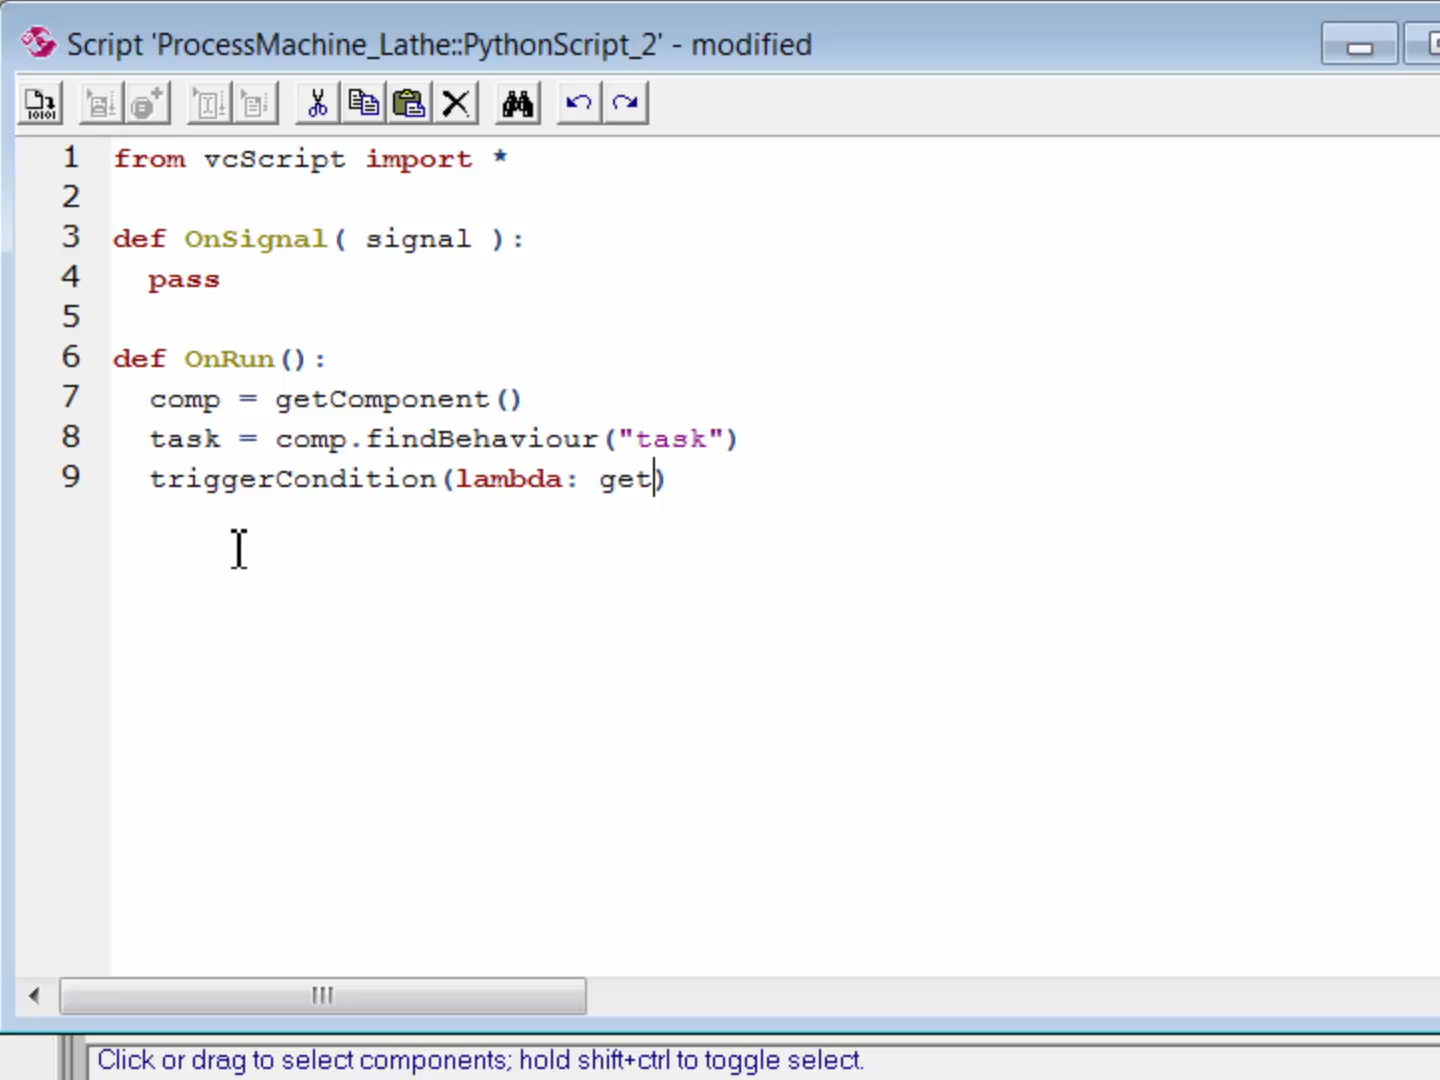 Script 'ProcessMachine_Lathe::PythonScript_2' - modified
1 from vcScript import *
2
3 def OnSignal( signal ):
4   pass
5
6 def OnRun():
7   comp = getComponent()
8   task = comp.findBehaviour("task")
9   triggerCondition(lambda: get)
Click or drag to select components; hold shift+ctrl to toggle select.